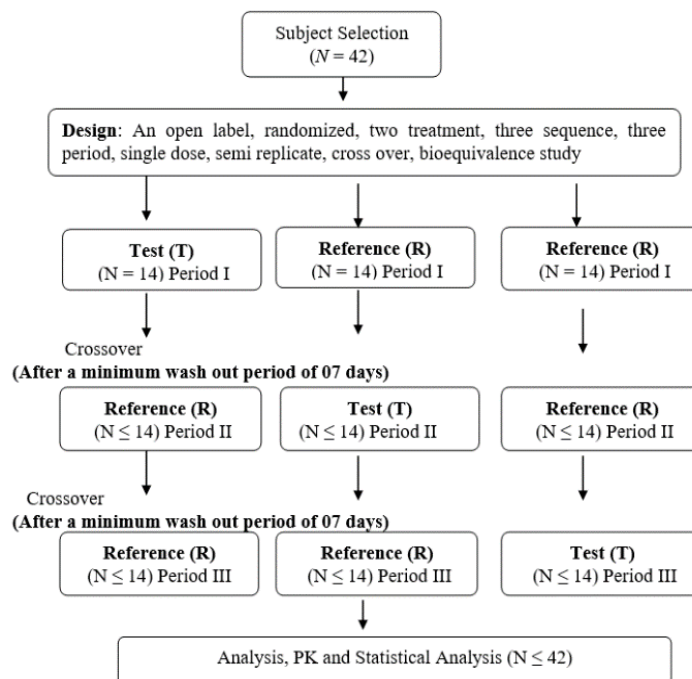 Subject Selection
(N = 42)
Design: An open label, randomized, two treatment, three sequence, three
period, single dose, semi replicate, cross over, bioequivalence study
Test (T)
(N = 14) Period I
Reference (R)
(N = 14) Period I
Reference (R)
(N = 14) Period I
Crossover
(After a minimum wash out period of 07 days)
Reference (R)
(N ≤ 14) Period II
Test (T)
(N ≤ 14) Period II
Reference (R)
(N ≤ 14) Period II
Crossover
(After a minimum wash out period of 07 days)
Reference (R)
(N ≤ 14) Period III
Reference (R)
(N ≤ 14) Period III
Test (T)
(N ≤ 14) Period III
Analysis, PK and Statistical Analysis (N ≤ 42)